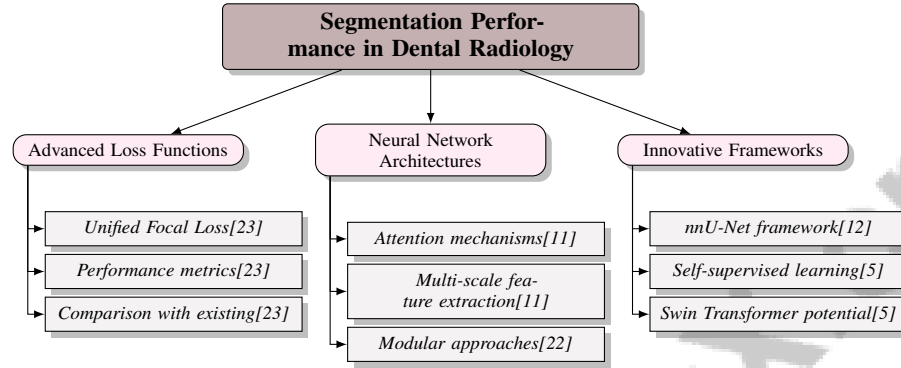 Segmentation Perfor-
mance in Dental Radiology
Advanced Loss Functions
Unified Focal Loss[23]
Performance metrics[23]
Comparison with existing[23]
Neural Network
Architectures
Attention mechanisms[11]
Multi-scale fea-
ture extraction[11]
Modular approaches[22]
Innovative Frameworks
nnU-Net framework[12]
Self-supervised learning[5]
Swin Transformer potential[5]